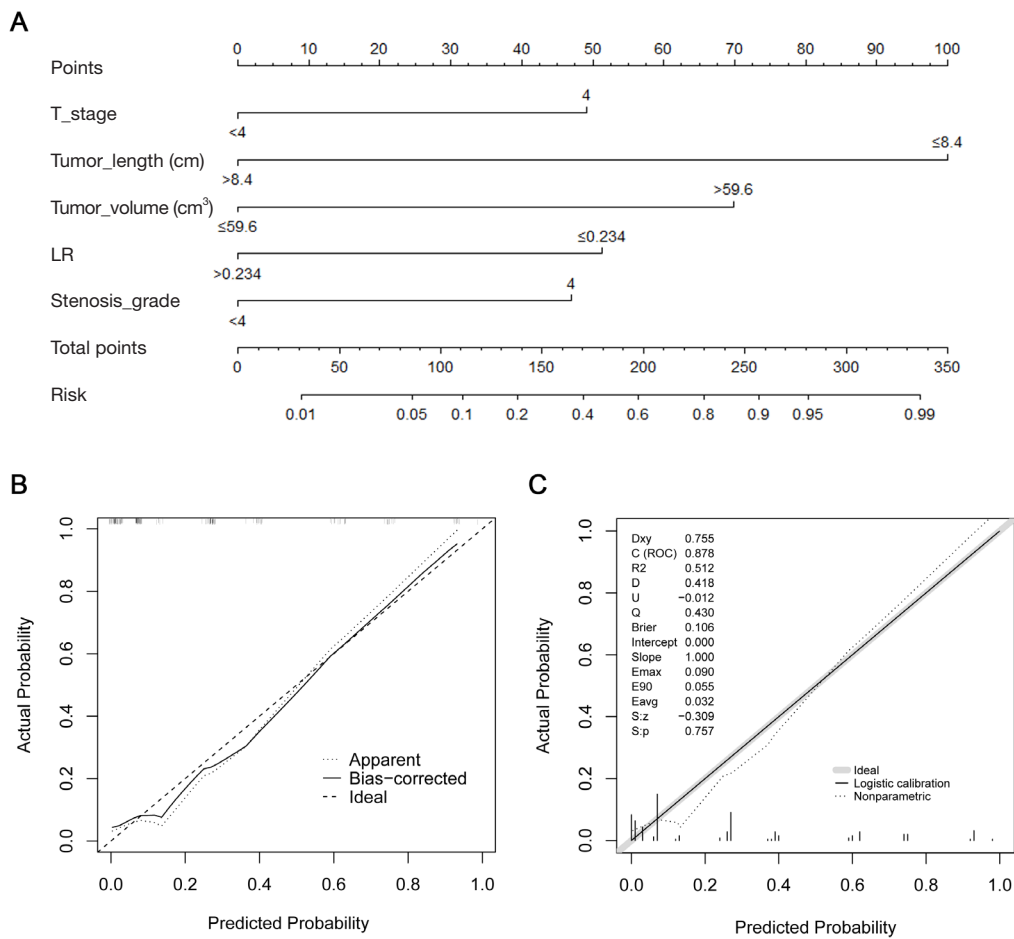 A
0 10 20 30 40 50 60 70 80 90 100
Points
4
T_stage
<4
≤8.4
Tumor_length (cm)
>8.4
>59.6
Tumor_volume (cm³)
≤59.6
≤0.234
LR
>0.234
4
Stenosis_grade
<4
Total points
0 50 100 150 200 250 300 350
Risk
0.01 0.05 0.1 0.2 0.4 0.6 0.8 0.9 0.95 0.99
B
Actual Probability
1.0
0.8
0.6
0.4
0.2
0.0
Apparent
Bias−corrected
Ideal
0.0 0.2 0.4 0.6 0.8 1.0
Predicted Probability
C
Actual Probability
1.0
0.8
0.6
0.4
0.2
0.0
Dxy 0.755
C (ROC) 0.878
R2 0.512
D 0.418
U −0.012
Q 0.430
Brier 0.106
Intercept 0.000
Slope 1.000
Emax 0.090
E90 0.055
Eavg 0.032
S:z −0.309
S:p 0.757
Ideal
Logistic calibration
Nonparametric
0.0 0.2 0.4 0.6 0.8 1.0
Predicted Probability